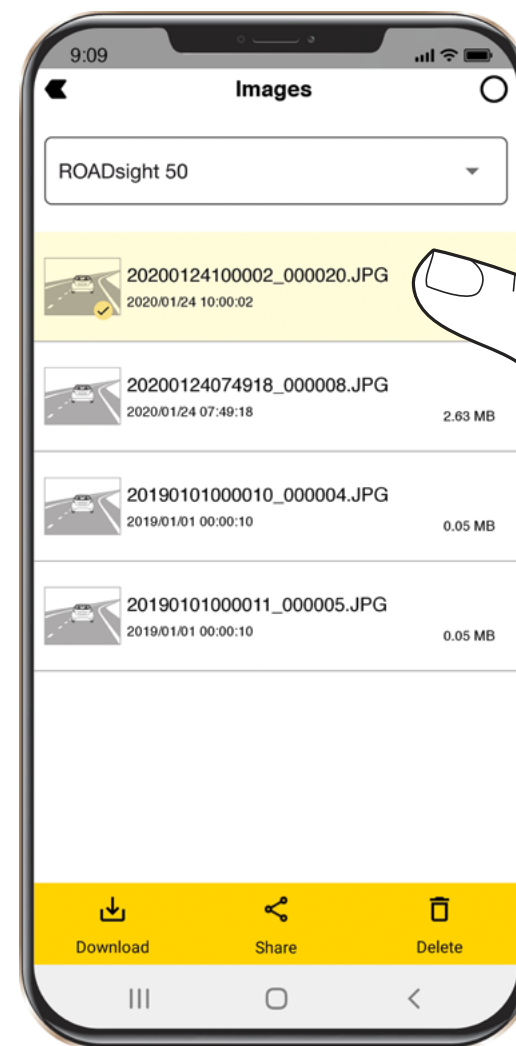 9:09
Images
ROADsight 50
20200124100002_000020.JPG
2020/01/24 10:00:02
20200124074918_000008.JPG
2020/01/24 07:49:18
2.63 MB
20190101000010_000004.JPG
2019/01/01 00:00:10
0.05 MB
20190101000011_000005.JPG
2019/01/01 00:00:10
0.05 MB
Download Share Delete